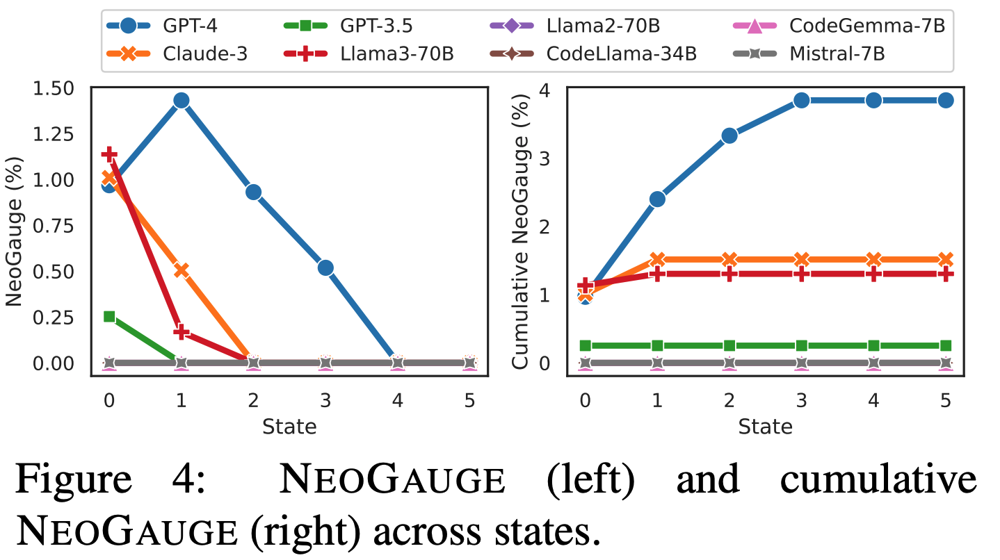 GPT-4 GPT-3.5 Llama2-70B CodeGemma-7B
Claude-3 Llama3-70B CodeLlama-34B Mistral-7B
NeoGauge (%)
1.50
1.25
1.00
0.75
0.50
0.25
0.00
0 1 2 3 4 5
State
Cumulative NeoGauge (%)
4
3
2
1
0
0 1 2 3 4 5
State
Figure 4: NEOGAUGE (left) and cumulative
NEOGAUGE (right) across states.